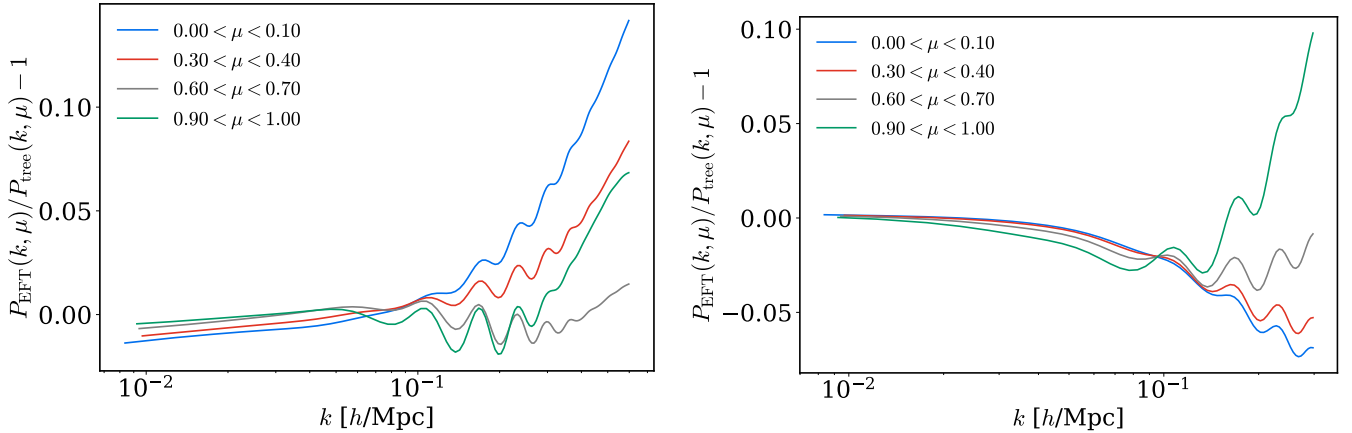 P_EFT(k, μ)/P_tree(k, μ) − 1
0.10
0.05
0.00
0.00 < μ < 0.10
0.30 < μ < 0.40
0.60 < μ < 0.70
0.90 < μ < 1.00
10⁻²
10⁻¹
k [h/Mpc]
P_EFT(k, μ)/P_tree(k, μ) − 1
0.10
0.05
0.00
−0.05
0.00 < μ < 0.10
0.30 < μ < 0.40
0.60 < μ < 0.70
0.90 < μ < 1.00
10⁻²
10⁻¹
k [h/Mpc]